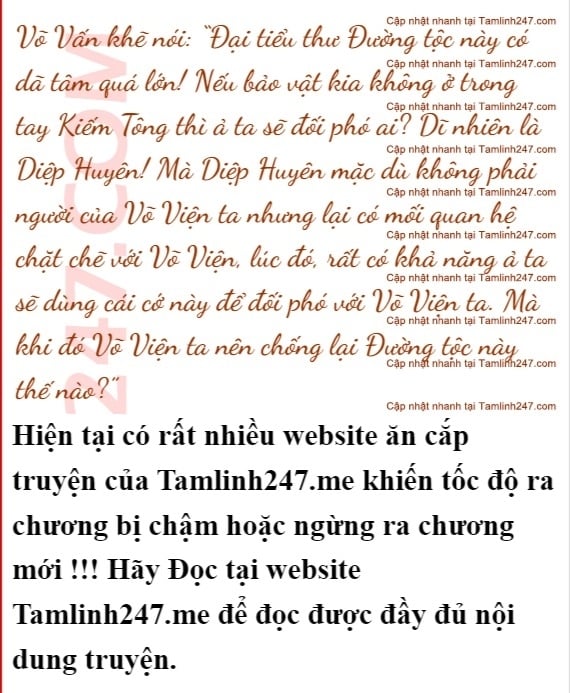 Cập nhật nhanh tại Tamlinh247.com
Võ Vấn khẽ nói: “Đại tiểu thư Đường tộc này có
Cập nhật nhanh tại Tamlinh247.com
dã tâm quá lớn! Nếu bảo vật kia không ở trong
Cập nhật nhanh tại Tamlinh247.com
tay Kiếm Tông thì ả ta sẽ đối phó ai? Dĩ nhiên là
Cập nhật nhanh tại Tamlinh247.com
Diệp Huyên! Mà Diệp Huyên mặc dù không phải
Cập nhật nhanh tại Tamlinh247.com
người của Võ Viện ta nhưng lại có mối quan hệ
Cập nhật nhanh tại Tamlinh247.com
chặt chẽ với Võ Viện, lúc đó, rất có khả năng ả ta
Cập nhật nhanh tại Tamlinh247.com
sẽ dùng cái cớ này để đối phó với Võ Viện ta. Mà
Cập nhật nhanh tại Tamlinh247.com
khi đó Võ Viện ta nên chống lại Đường tộc này
Cập nhật nhanh tại Tamlinh247.com
thế nào?”
Cập nhật nhanh tại Tamlinh247.com
247.COM
Hiện tại có rất nhiều website ăn cắp
truyện của Tamlinh247.me khiến tốc độ ra
chương bị chậm hoặc ngừng ra chương
mới !!! Hãy Đọc tại website
Tamlinh247.me để đọc được đầy đủ nội
dung truyện.